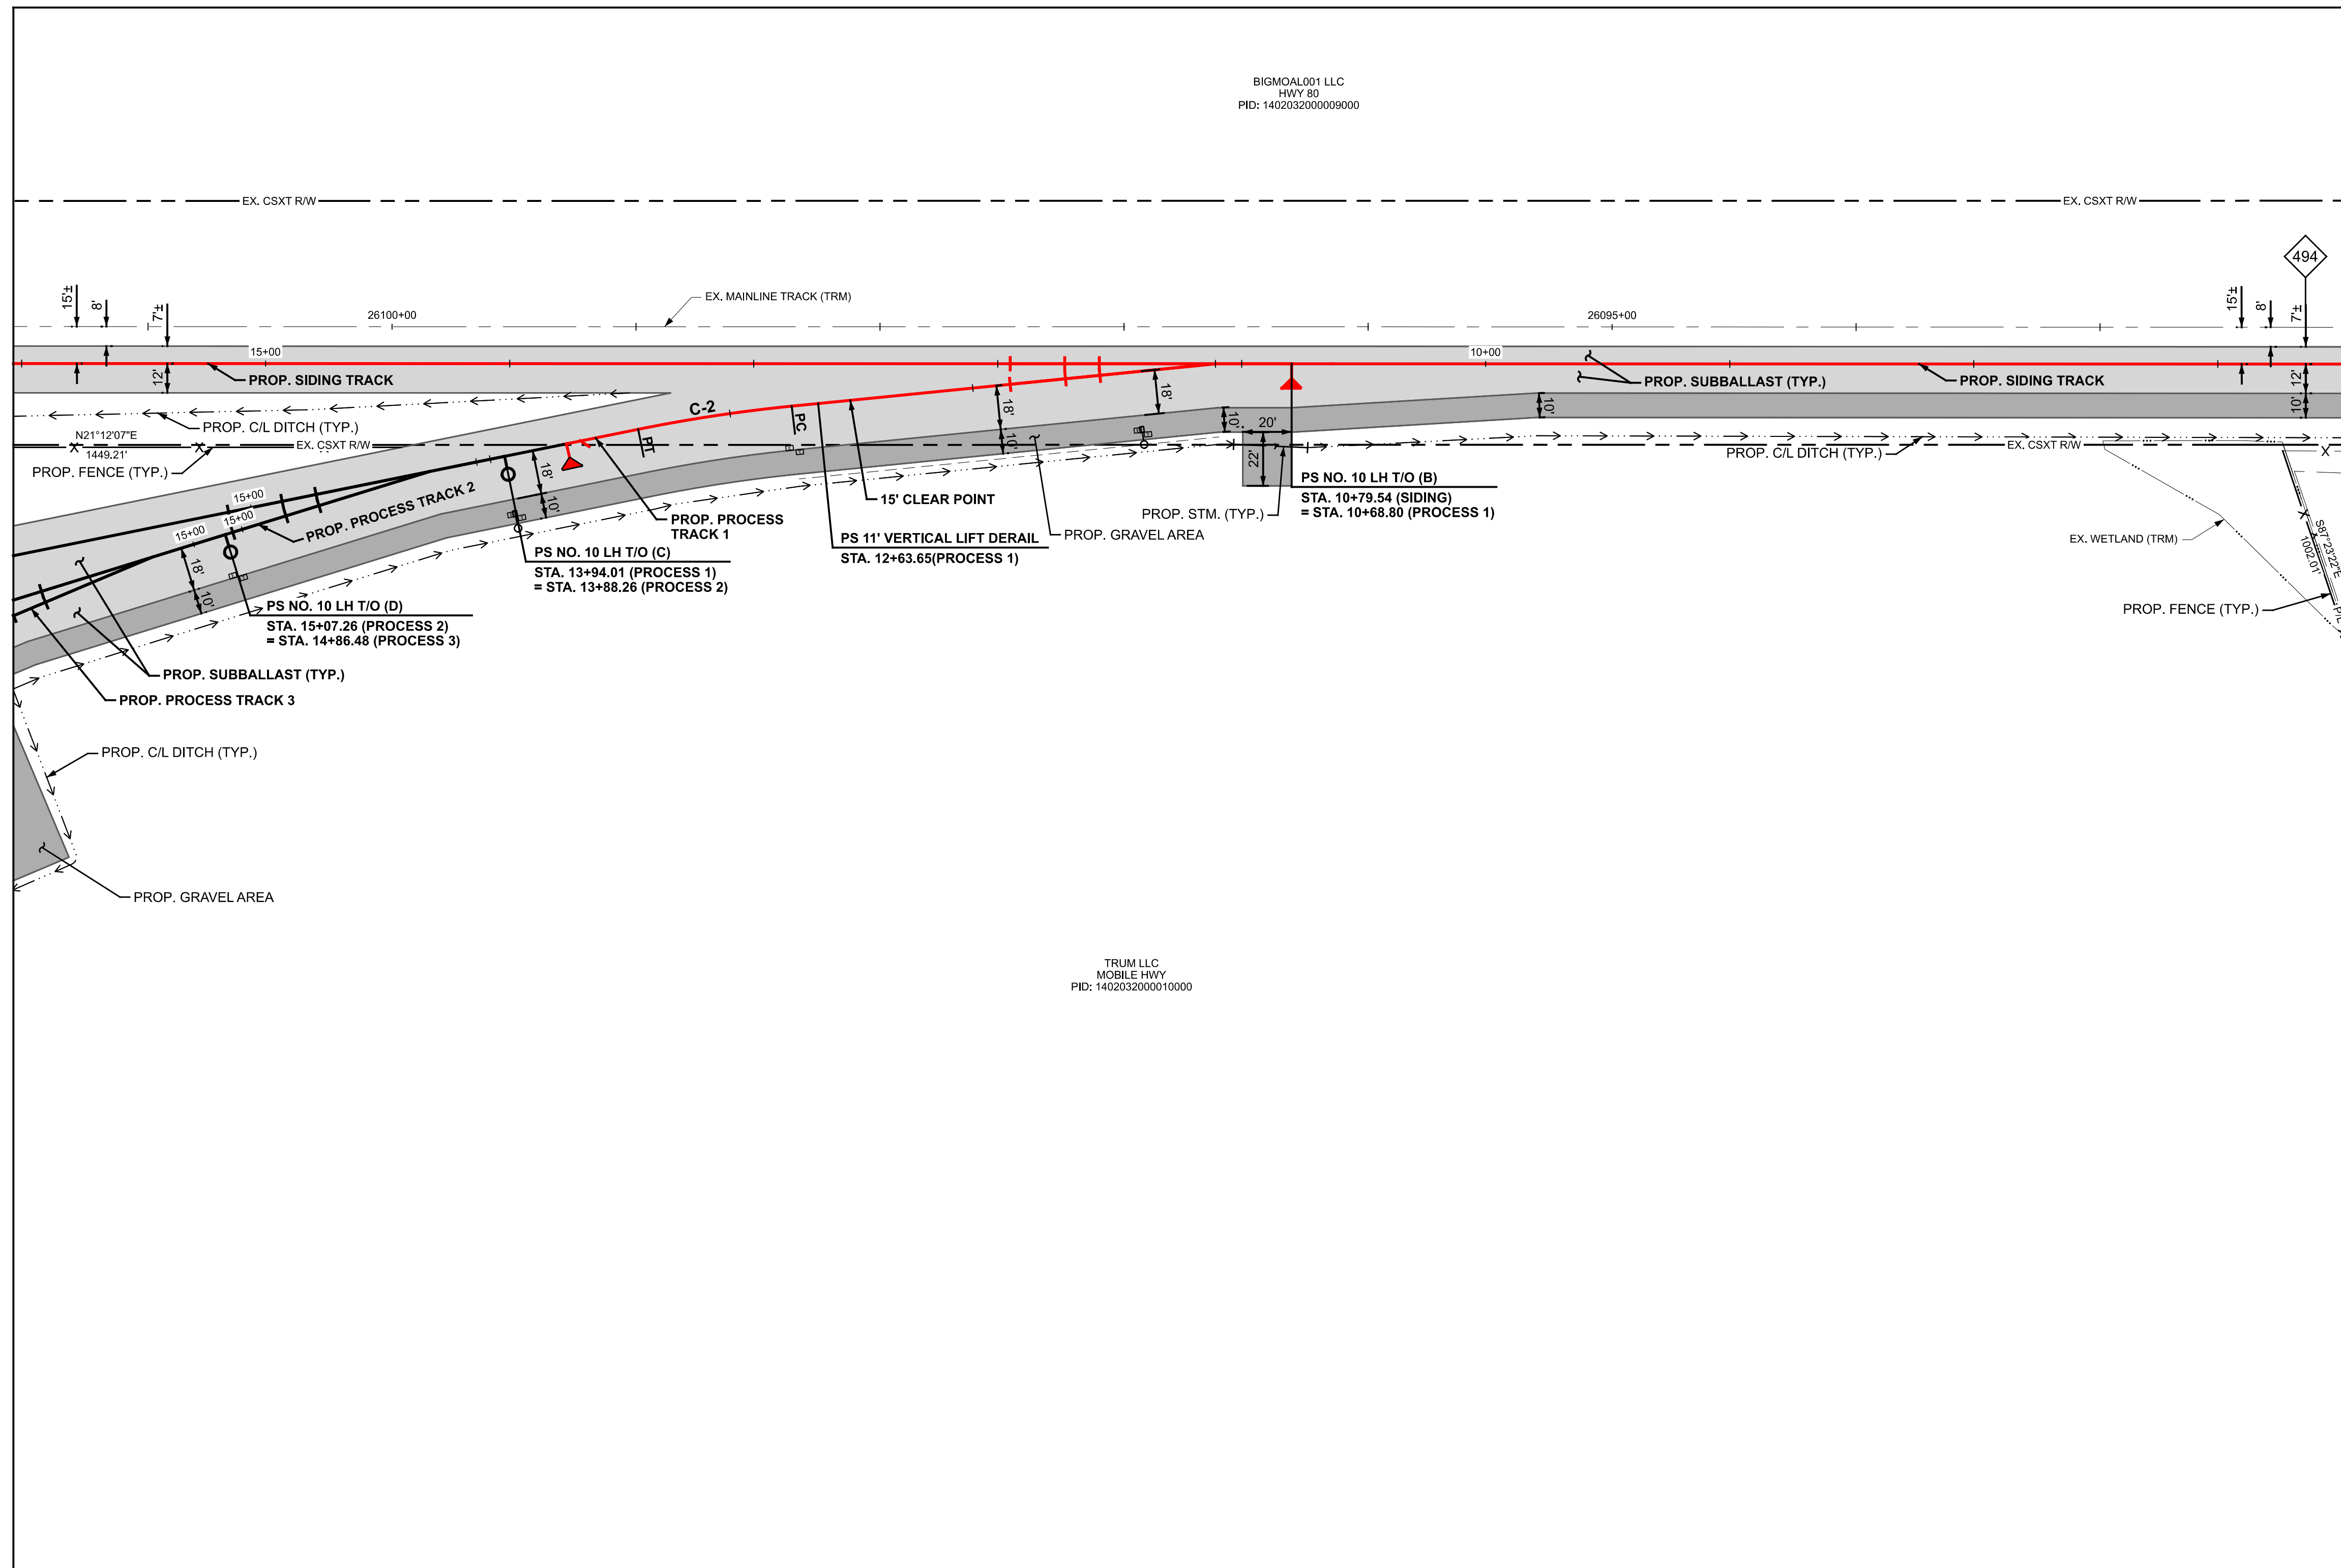 BIGMOAL001 LLC
HWY 80
PID: 1402032000009000
EX. CSXT R/W
EX. CSXT R/W
494
15'±
8'
7'±
EX. MAINLINE TRACK (TRM)
26100+00
26095+00
15'±
8'
7'±
15+00
10+00
12'
PROP. SIDING TRACK
PROP. SUBBALLAST (TYP.)
PROP. SIDING TRACK
12'
10'
C-2
PC
PT
18'
10'
18'
10'
20'
22'
10'
PROP. C/L DITCH (TYP.)
N21°12'07"E
1449.21'
EX. CSXT R/W
PROP. FENCE (TYP.)
EX. CSXT R/W
PROP. C/L DITCH (TYP.)
15+00
15+00
15+00
PROP. PROCESS TRACK 2
18'
10'
15' CLEAR POINT
PROP. PROCESS
TRACK 1
PROP. STM. (TYP.)
PS NO. 10 LH T/O (B)
STA. 10+79.54 (SIDING)
= STA. 10+68.80 (PROCESS 1)
PROP. GRAVEL AREA
PS 11' VERTICAL LIFT DERAIL
STA. 12+63.65(PROCESS 1)
PS NO. 10 LH T/O (C)
STA. 13+94.01 (PROCESS 1)
= STA. 13+88.26 (PROCESS 2)
EX. WETLAND (TRM)
S87°23'22"E
1002.01'
P/L
PROP. FENCE (TYP.)
18'
10'
PS NO. 10 LH T/O (D)
STA. 15+07.26 (PROCESS 2)
= STA. 14+86.48 (PROCESS 3)
PROP. SUBBALLAST (TYP.)
PROP. PROCESS TRACK 3
PROP. C/L DITCH (TYP.)
PROP. GRAVEL AREA
TRUM LLC
MOBILE HWY
PID: 1402032000010000